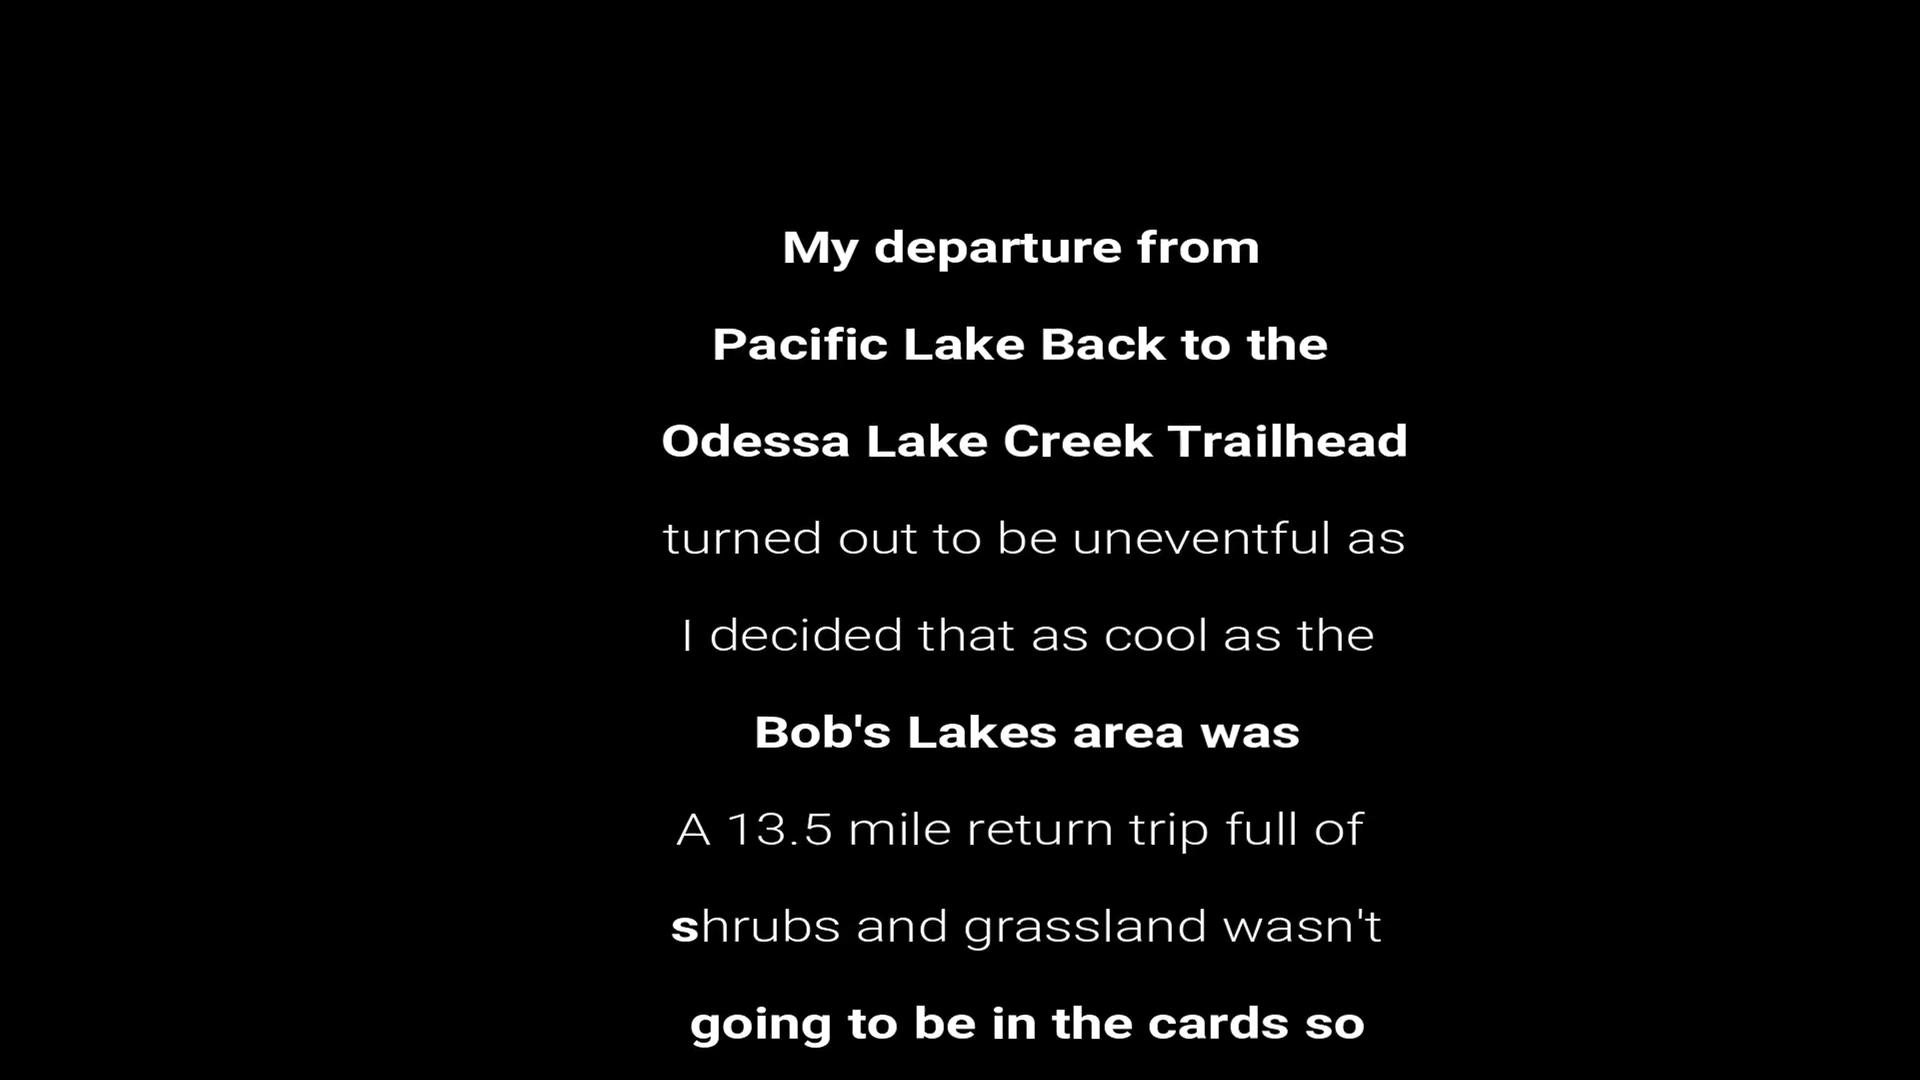 My departure from
Pacific Lake Back to the
Odessa Lake Creek Trailhead
turned out to be uneventful as
I decided that as cool as the
Bob's Lakes area was
A 13.5 mile return trip full of
shrubs and grassland wasn't
going to be in the cards so